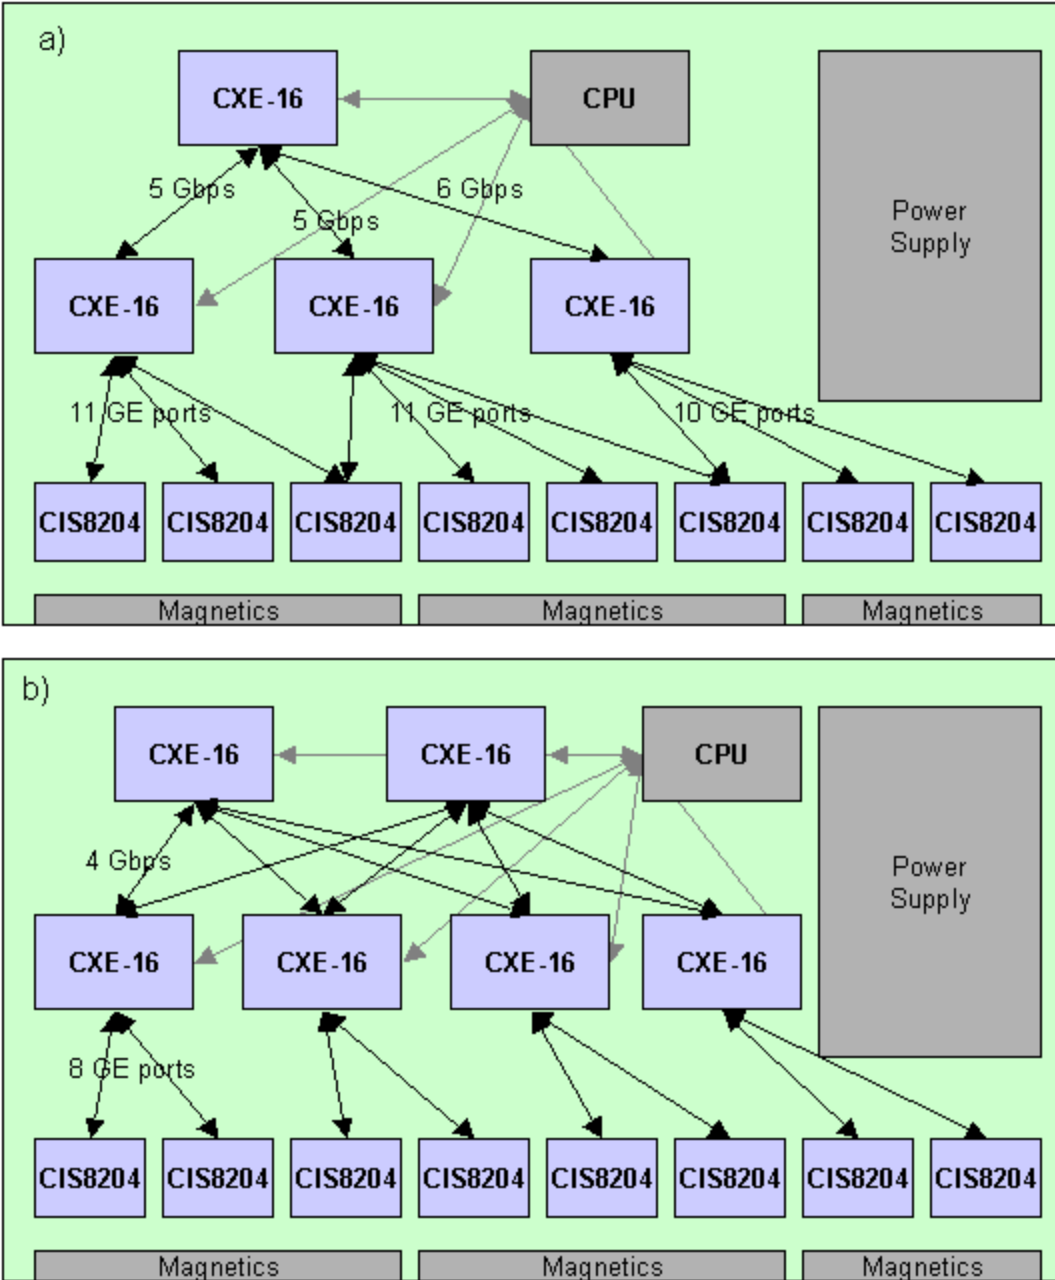 a)
CXE-16
CPU
Power
Supply
5 Gbps
5 Gbps
6 Gbps
CXE-16
CXE-16
CXE-16
11 GE ports
11 GE ports
10 GE ports
CIS8204
CIS8204
CIS8204
CIS8204
CIS8204
CIS8204
CIS8204
CIS8204
Magnetics
Magnetics
Magnetics
b)
CXE-16
CXE-16
CPU
Power
Supply
4 Gbps
CXE-16
CXE-16
CXE-16
CXE-16
8 GE ports
CIS8204
CIS8204
CIS8204
CIS8204
CIS8204
CIS8204
CIS8204
CIS8204
Magnetics
Magnetics
Magnetics